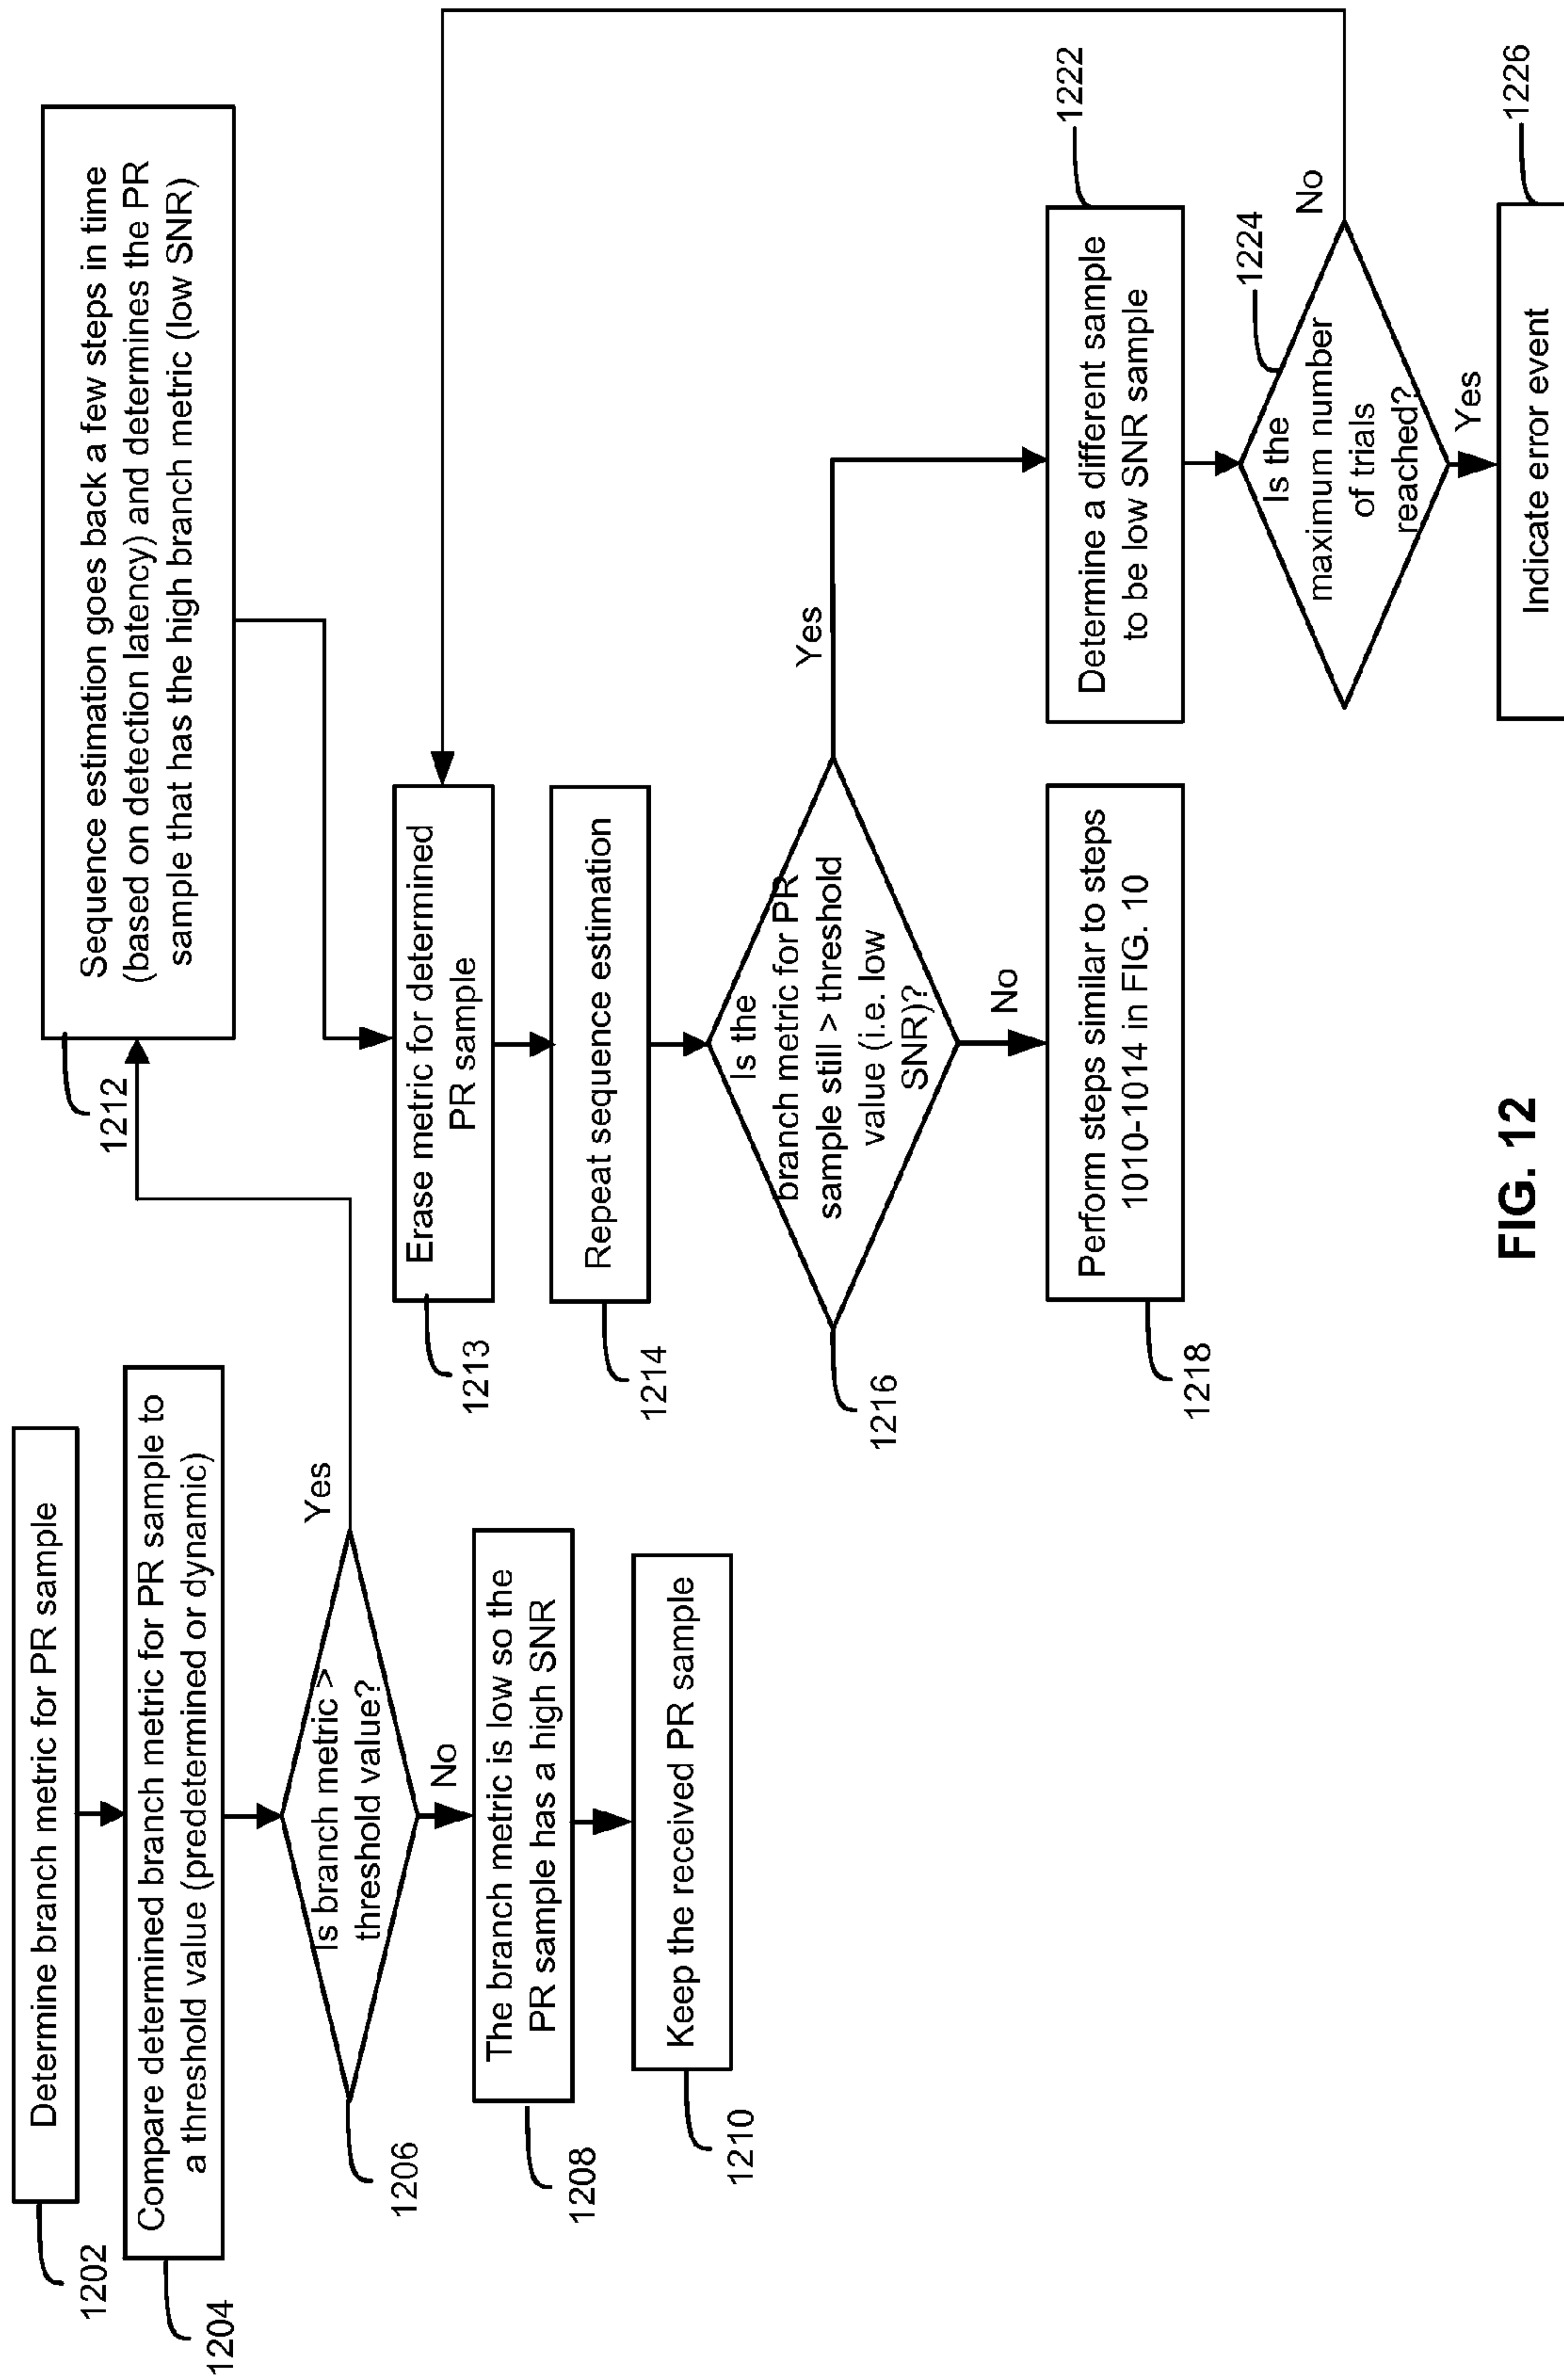 1202
Determine branch metric for PR sample
1204
Compare determined branch metric for PR sample to
a threshold value (predetermined or dynamic)
1206
Is branch metric >
threshold value?
Yes
No
1208
The branch metric is low so the
PR sample has a high SNR
1210
Keep the received PR sample
1212
Sequence estimation goes back a few steps in time
(based on detection latency) and determines the PR
sample that has the high branch metric (low SNR)
1213
Erase metric for determined
PR sample
1214
Repeat sequence estimation
1216
Is the
branch metric for PR
sample still > threshold
value (i.e. low
SNR)?
Yes
No
1218
Perform steps similar to steps
1010-1014 in FIG. 10
1222
Determine a different sample
to be low SNR sample
1224
Is the
maximum number
of trials
reached?
No
Yes
1226
Indicate error event
FIG. 12